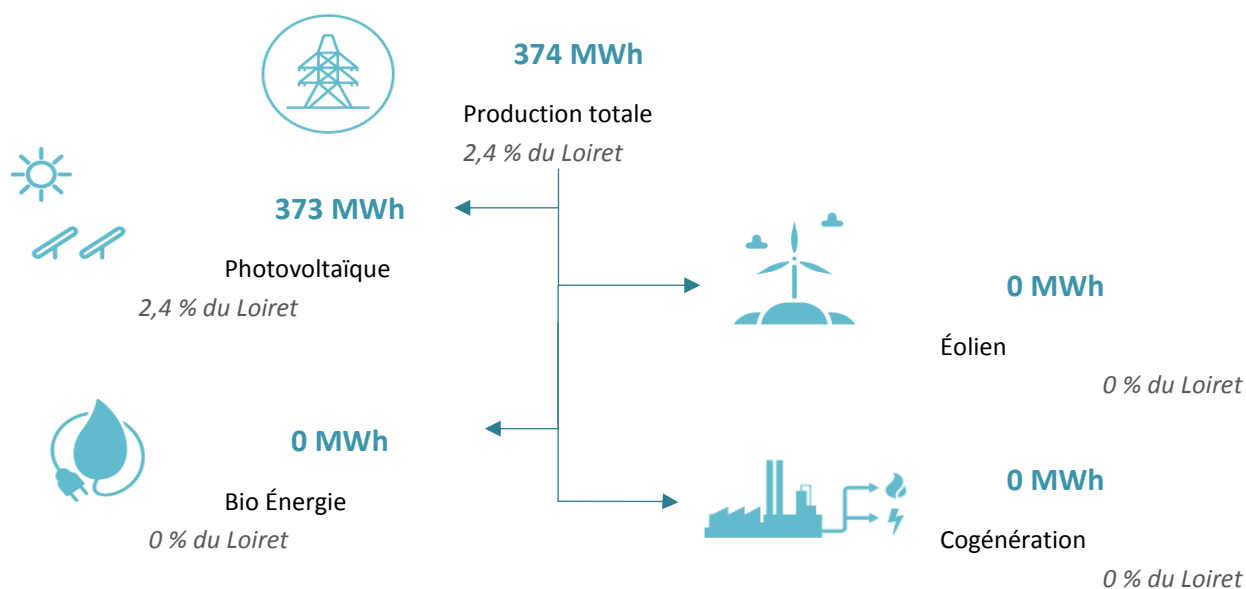 374 MWh
Production totale
2,4 % du Loiret
373 MWh
Photovoltaïque
2,4 % du Loiret
0 MWh
Éolien
0 % du Loiret
0 MWh
Bio Énergie
0 % du Loiret
0 MWh
Cogénération
0 % du Loiret